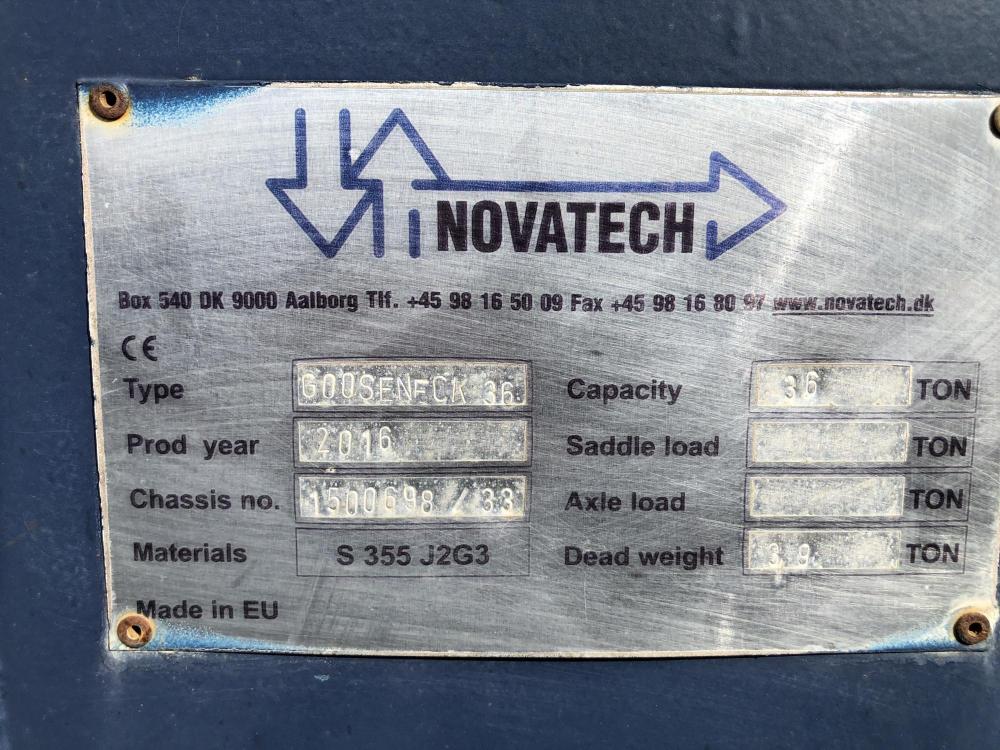 NOVATECH
Box 540 DK 9000 Aalborg Tlf. +45 98 16 50 09 Fax +45 98 16 80 97 www.novatech.dk
CE
Type GOOSENECK 36 Capacity 36 TON
Prod year 2016 Saddle load TON
Chassis no. 1500698/33 Axle load TON
Materials S 355 J2G3 Dead weight 3,9 TON
Made in EU